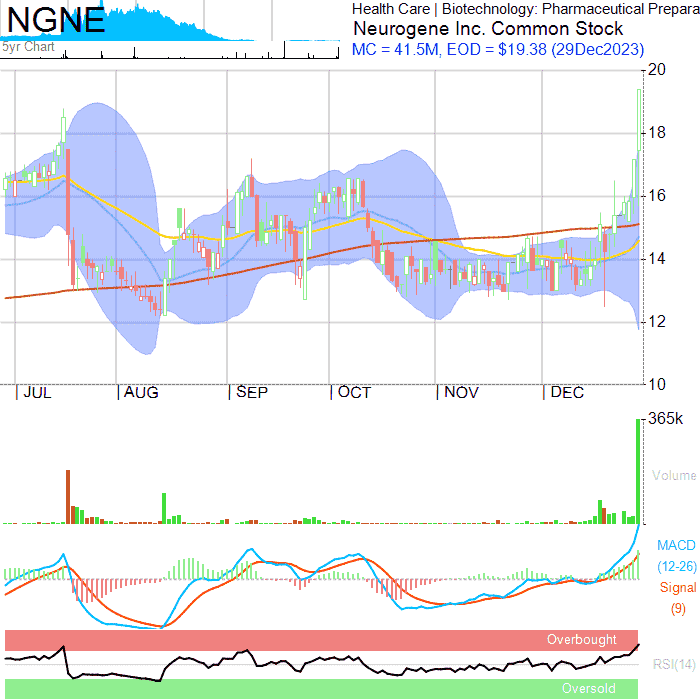 NGNE
Health Care | Biotechnology: Pharmaceutical Prepara
Neurogene Inc. Common Stock
5yr Chart
MC = 41.5M, EOD = $19.38 (29Dec2023)
20
18
16
14
12
10
JUL AUG SEP OCT NOV DEC
365k
Volume
MACD
(12-26)
Signal
(9)
Overbought
RSI(14)
Oversold